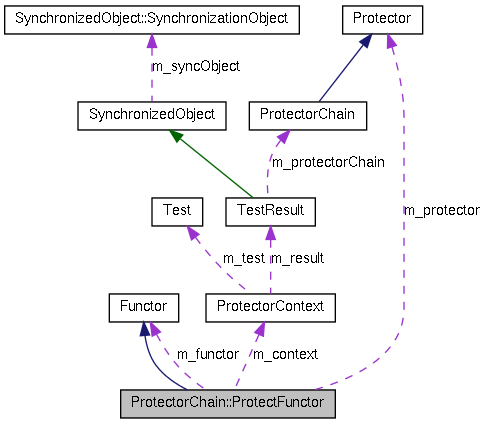 SynchronizedObject::SynchronizationObject
Protector
m_syncObject
SynchronizedObject
ProtectorChain
m_protectorChain
Test
TestResult
m_protector
m_test
m_result
Functor
ProtectorContext
m_functor
m_context
ProtectorChain::ProtectFunctor